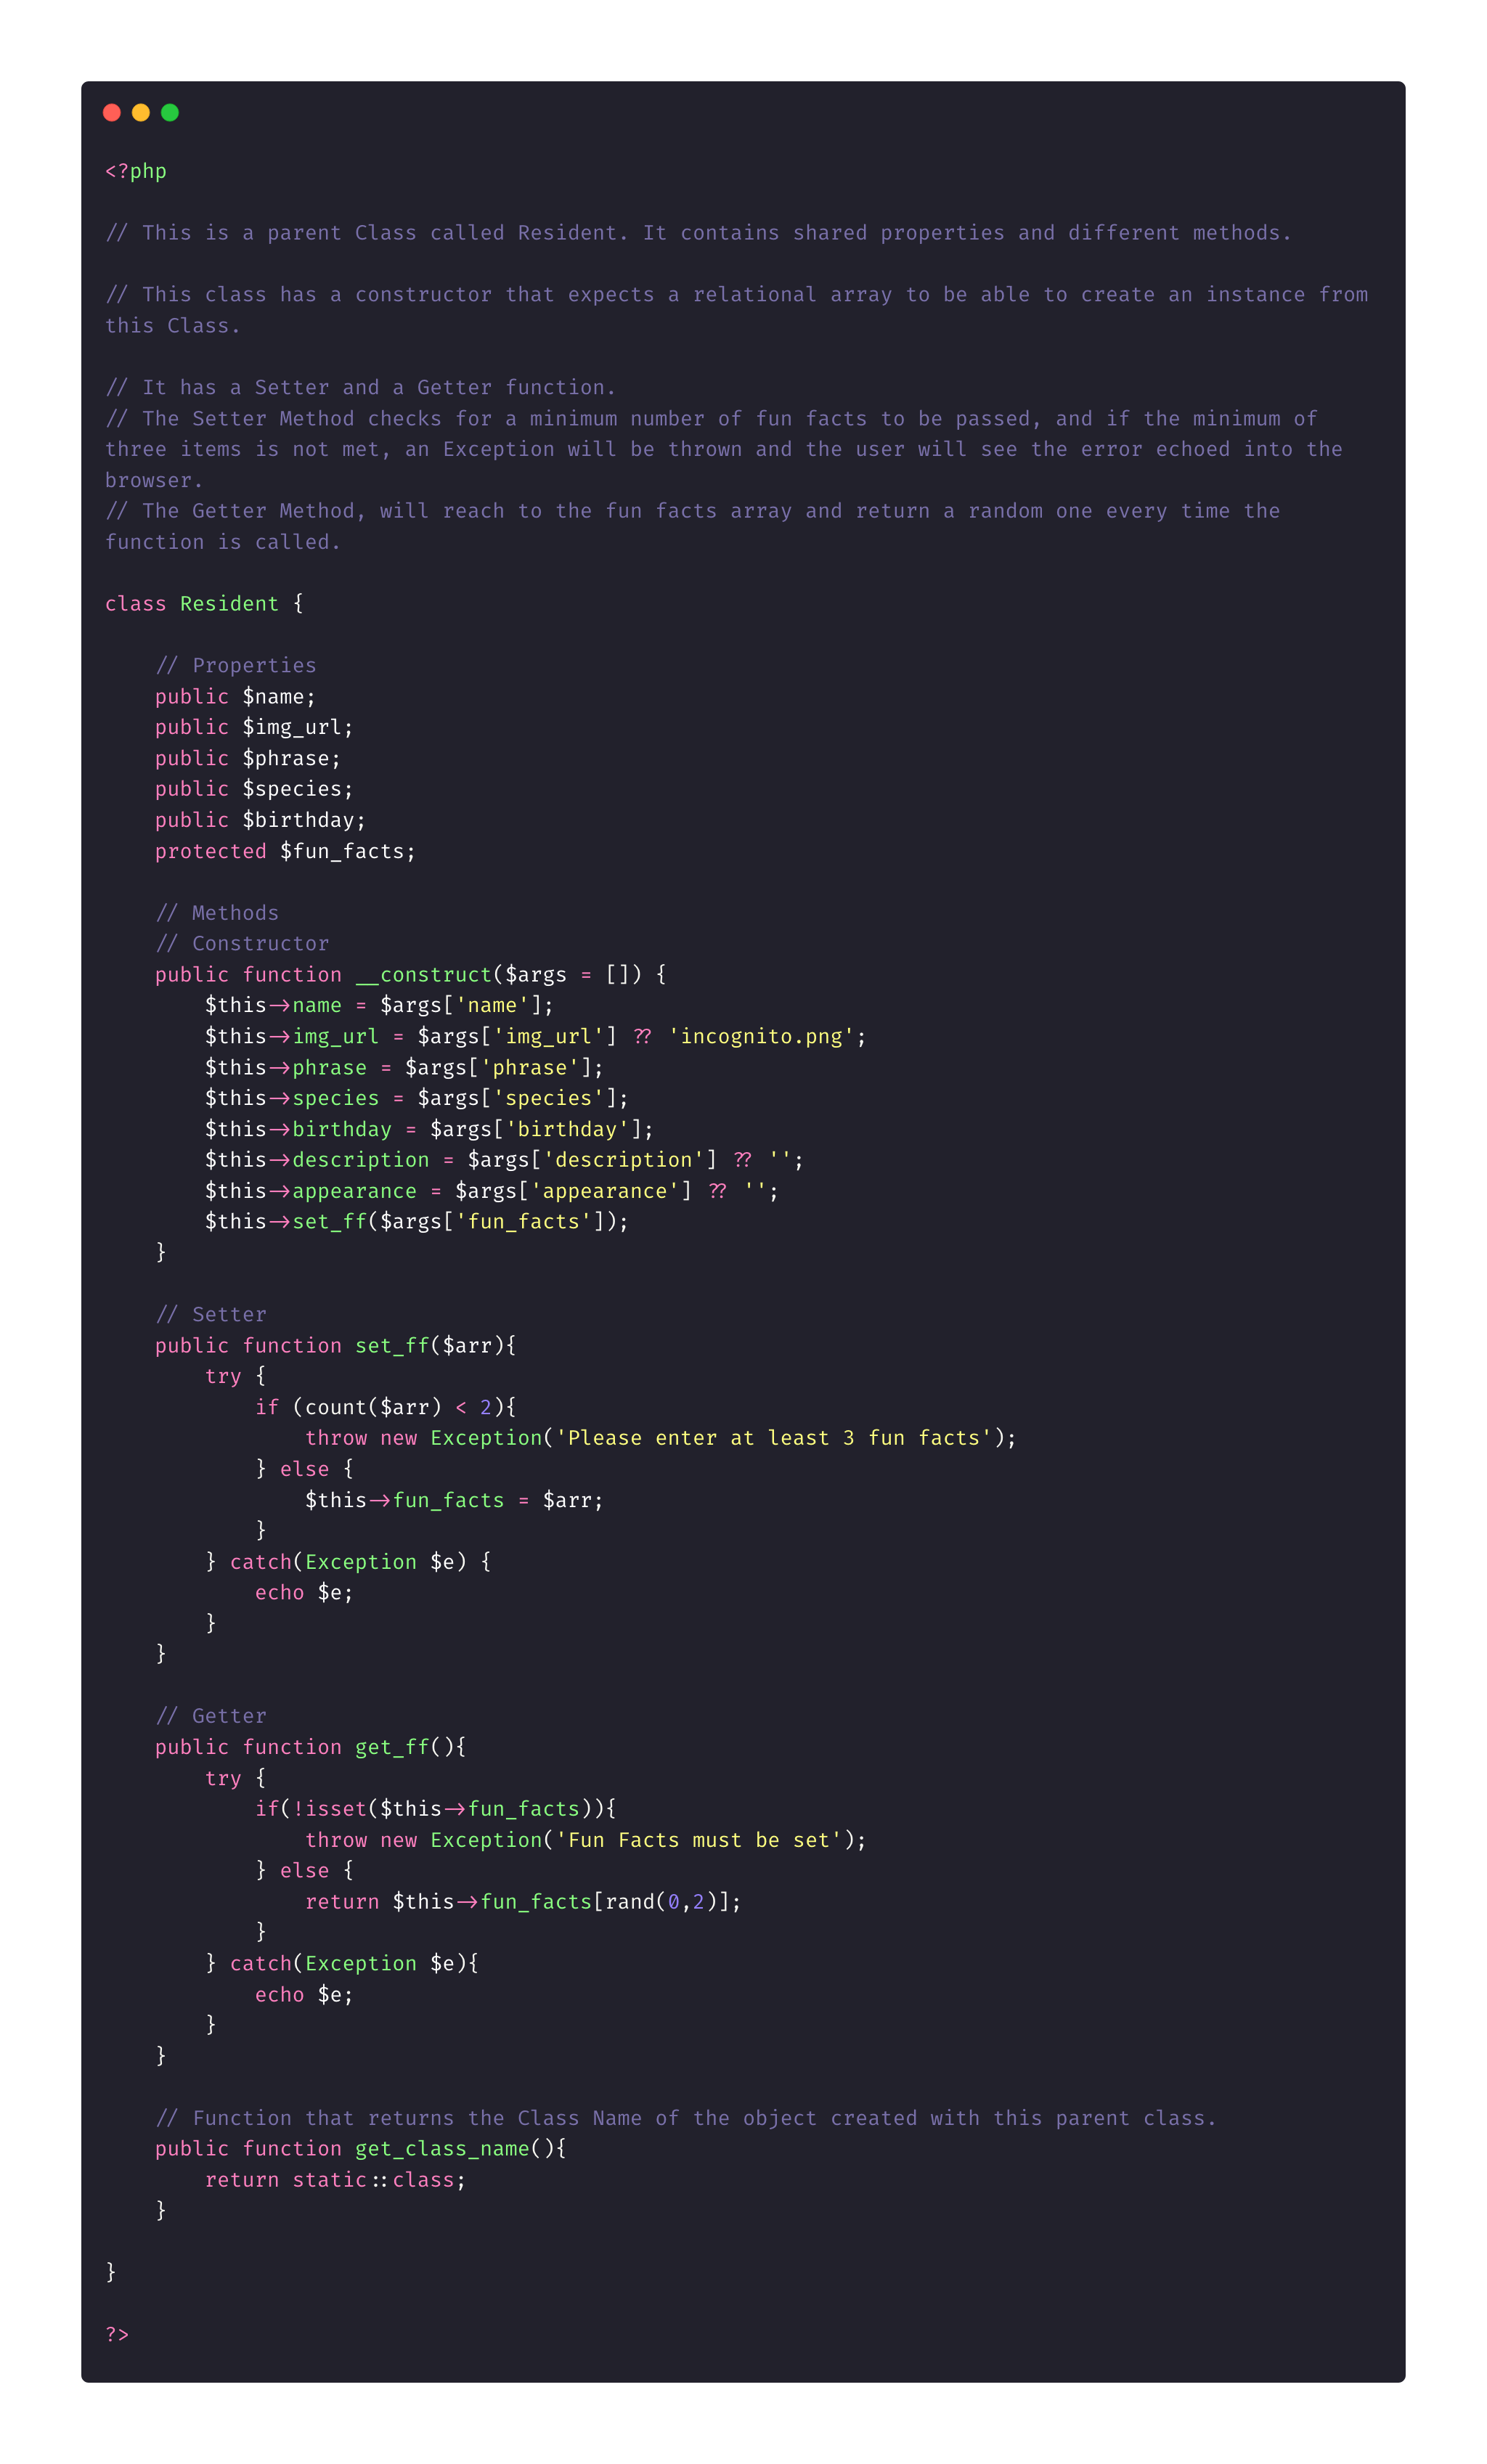 <?php
// This is a parent Class called Resident. It contains shared properties and different methods.
// This class has a constructor that expects a relational array to be able to create an instance from
this Class.
// It has a Setter and a Getter function.
// The Setter Method checks for a minimum number of fun facts to be passed, and if the minimum of
three items is not met, an Exception will be thrown and the user will see the error echoed into the
browser.
// The Getter Method, will reach to the fun facts array and return a random one every time the
function is called.
class Resident {
    // Properties
    public $name;
    public $img_url;
    public $phrase;
    public $species;
    public $birthday;
    protected $fun_facts;
    // Methods
    // Constructor
    public function __construct($args = []) {
        $this->name = $args['name'];
        $this->img_url = $args['img_url'] ?? 'incognito.png';
        $this->phrase = $args['phrase'];
        $this->species = $args['species'];
        $this->birthday = $args['birthday'];
        $this->description = $args['description'] ?? '';
        $this->appearance = $args['appearance'] ?? '';
        $this->set_ff($args['fun_facts']);
    }
    // Setter
    public function set_ff($arr){
        try {
            if (count($arr) < 2){
                throw new Exception('Please enter at least 3 fun facts');
            } else {
                $this->fun_facts = $arr;
            }
        } catch(Exception $e) {
            echo $e;
        }
    }
    // Getter
    public function get_ff(){
        try {
            if(!isset($this->fun_facts)){
                throw new Exception('Fun Facts must be set');
            } else {
                return $this->fun_facts[rand(0,2)];
            }
        } catch(Exception $e){
            echo $e;
        }
    }
    // Function that returns the Class Name of the object created with this parent class.
    public function get_class_name(){
        return static::class;
    }
}
?>